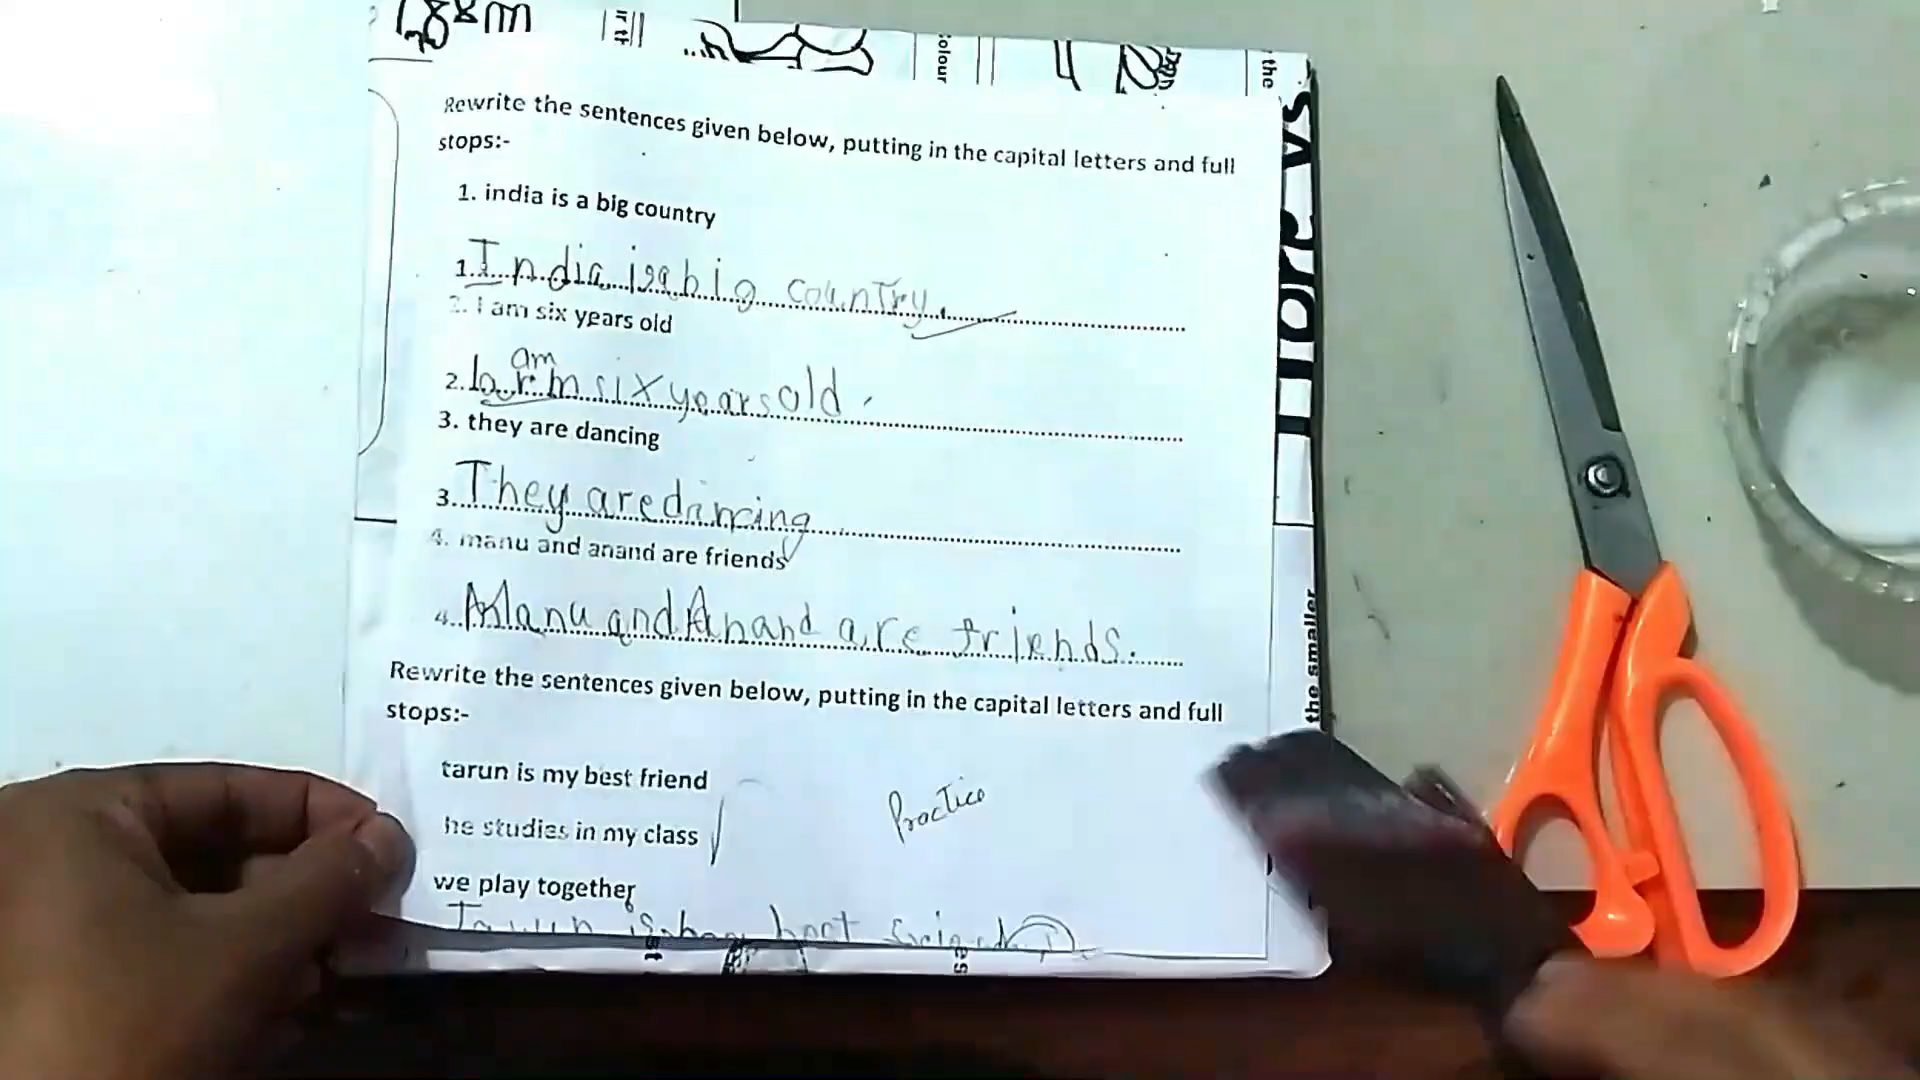 olour
the
Rewrite the sentences given below, putting in the capital letters and full
stops:-
1. india is a big country
1. India is a big country.
2. I am six years old
am
2. I a m six years old.
3. they are dancing
3. They are dancing
4. manu and anand are friends
4. Manu and Anand are friends.
Rewrite the sentences given below, putting in the capital letters and full
stops:-
tarun is my best friend
he studies in my class
Practice
we play together
the smaller